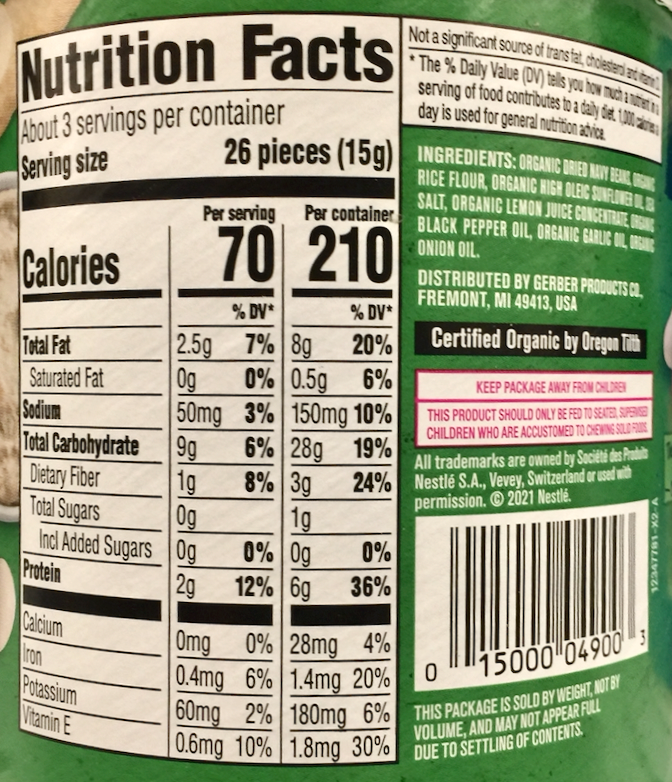 Nutrition Facts
About 3 servings per container
Serving size 26 pieces (15g)
Per serving Per container
Calories 70 210
% DV* % DV*
Total Fat 2.5g 7% 8g 20%
Saturated Fat 0g 0% 0.5g 6%
Sodium 50mg 3% 150mg 10%
Total Carbohydrate 9g 6% 28g 19%
Dietary Fiber 1g 8% 3g 24%
Total Sugars 0g 1g
Incl Added Sugars 0g 0% 0g 0%
Protein 2g 12% 6g 36%
Calcium 0mg 0% 28mg 4%
Iron 0.4mg 6% 1.4mg 20%
Potassium 60mg 2% 180mg 6%
Vitamin E 0.6mg 10% 1.8mg 30%
Not a significant source of trans fat, cholesterol and vitamin
* The % Daily Value (DV) tells you how much a nutrient in a
serving of food contributes to a daily diet. 1,000 calories a
day is used for general nutrition advice.
INGREDIENTS: ORGANIC DRIED NAVY BEANS, ORGANIC
RICE FLOUR, ORGANIC HIGH OLEIC SUNFLOWER OIL, SEA
SALT, ORGANIC LEMON JUICE CONCENTRATE, ORGANIC
BLACK PEPPER OIL, ORGANIC GARLIC OIL, ORGANIC
ONION OIL.
DISTRIBUTED BY GERBER PRODUCTS CO.,
FREMONT, MI 49413, USA
Certified Organic by Oregon Tilth
KEEP PACKAGE AWAY FROM CHILDREN
THIS PRODUCT SHOULD ONLY BE FED TO SEATED, SUPERVISED
CHILDREN WHO ARE ACCUSTOMED TO CHEWING SOLID FOODS.
All trademarks are owned by Société des Produits
Nestlé S.A., Vevey, Switzerland or used with
permission. © 2021 Nestlé.
12347781-X2-A
0 15000 04900 3
THIS PACKAGE IS SOLD BY WEIGHT, NOT BY
VOLUME, AND MAY NOT APPEAR FULL
DUE TO SETTLING OF CONTENTS.